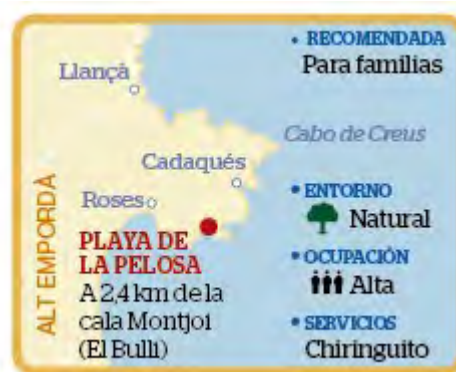 • RECOMENDADA
Para familias
Llançà
Cabo de Creus
Cadaqués
Roses
ALT EMPORDÀ
PLAYA DE
LA PELOSA
A 2,4 km de la
cala Montjoi
(El Bulli)
• ENTORNO
Natural
• OCUPACIÓN
Alta
• SERVICIOS
Chiringuito